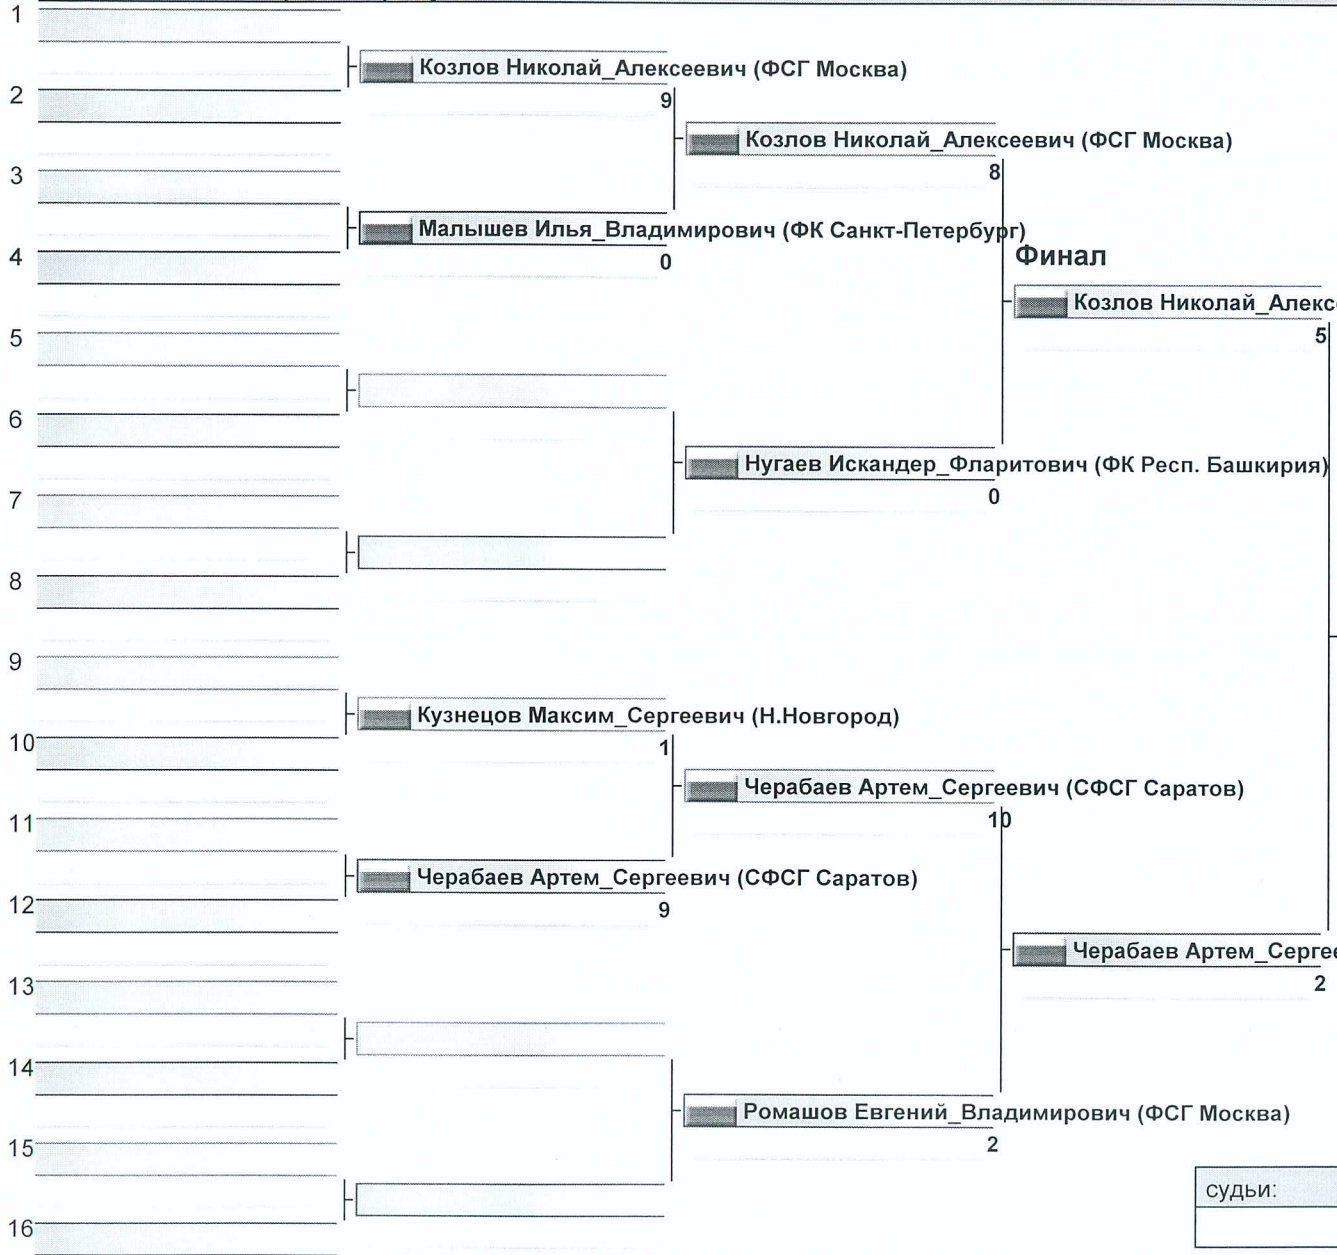 1
Козлов Николай_Алексеевич (ФСГ Москва)
2
9
Козлов Николай_Алексеевич (ФСГ Москва)
3
8
Малышев Илья_Владимирович (ФК Санкт-Петербург)
4
0
Финал
Козлов Николай_Алекс
5
5
6
Нугаев Искандер_Фларитович (ФК Респ. Башкирия)
7
0
8
9
Кузнецов Максим_Сергеевич (Н.Новгород)
10
1
Черабаев Артем_Сергеевич (СФСГ Саратов)
11
10
Черабаев Артем_Сергеевич (СФСГ Саратов)
12
9
Черабаев Артем_Серге
13
2
14
Ромашов Евгений_Владимирович (ФСГ Москва)
15
2
судьи:
16